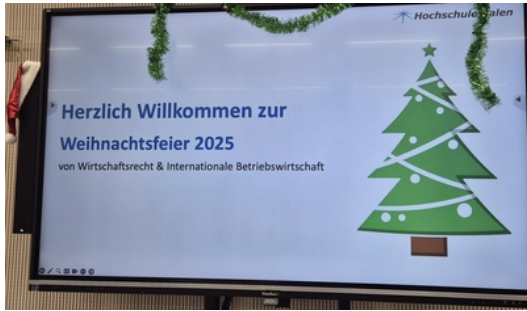 Hochschule Aalen
Herzlich Willkommen zur
Weihnachtsfeier 2025
von Wirtschaftsrecht & Internationale Betriebswirtschaft